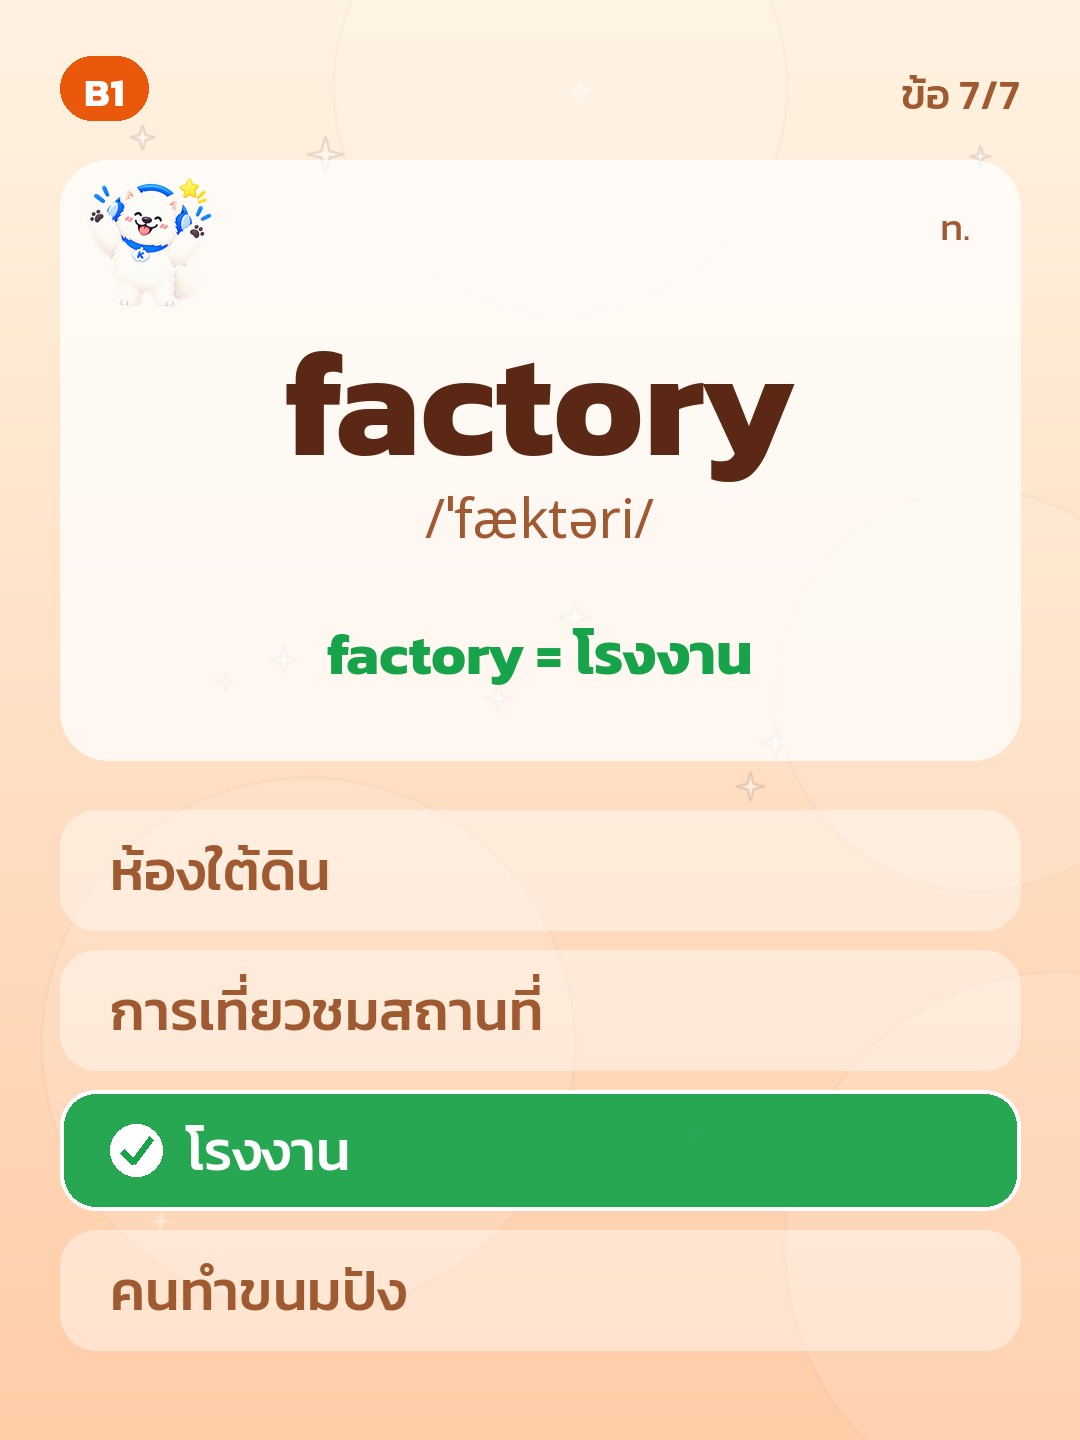 B1
ข้อ 7/7
n.
factory
/ˈfæktəri/
factory = โรงงาน
ห้องใต้ดิน
การเที่ยวชมสถานที่
โรงงาน
คนทำขนมปัง